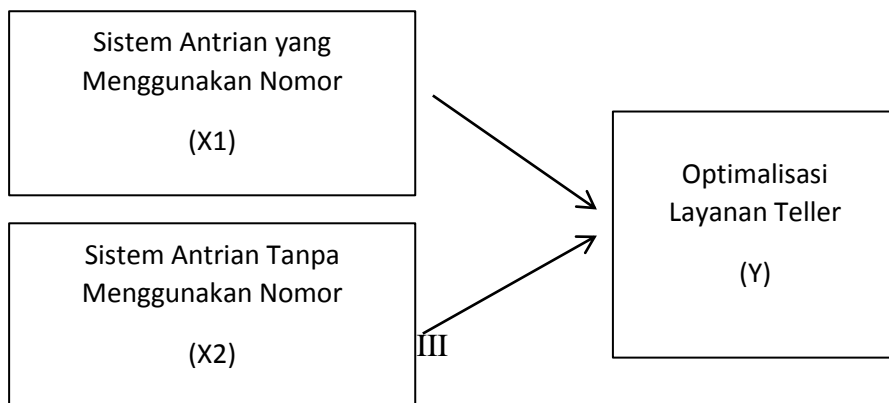 Sistem Antrian yang
Menggunakan Nomor
(X1)
Sistem Antrian Tanpa
Menggunakan Nomor
(X2)
III
Optimalisasi
Layanan Teller
(Y)